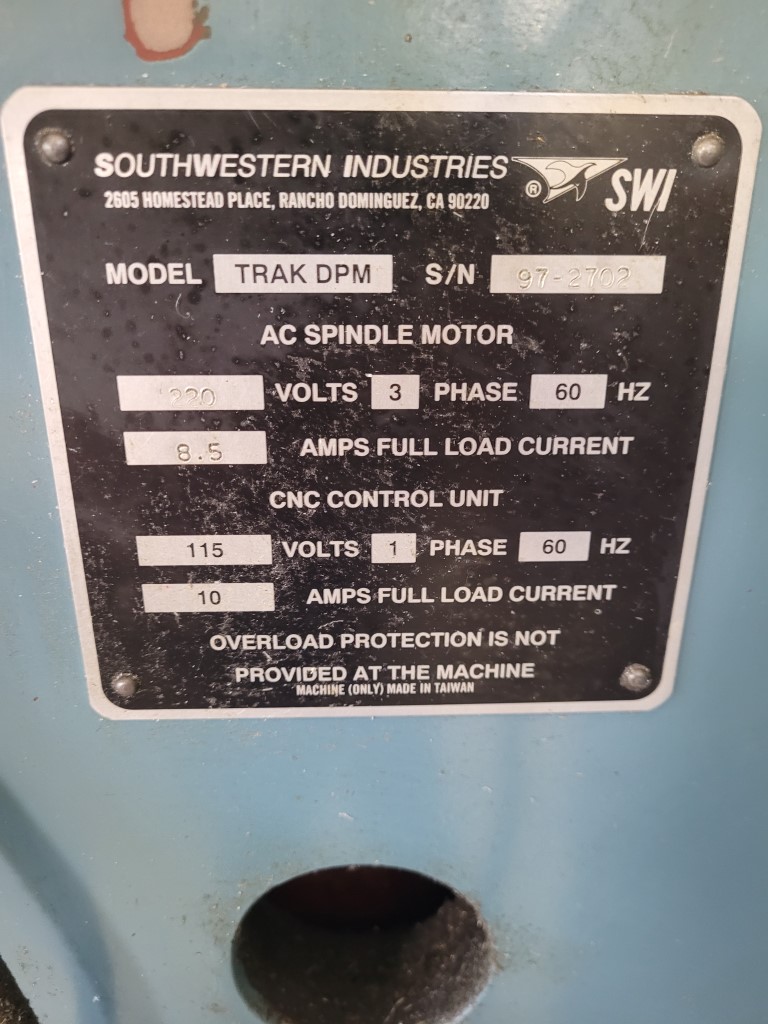 SOUTHWESTERN INDUSTRIES ® SWI
2605 HOMESTEAD PLACE, RANCHO DOMINGUEZ, CA 90220
MODEL TRAK DPM S/N 97-2702
AC SPINDLE MOTOR
220 VOLTS 3 PHASE 60 HZ
8.5 AMPS FULL LOAD CURRENT
CNC CONTROL UNIT
115 VOLTS 1 PHASE 60 HZ
10 AMPS FULL LOAD CURRENT
OVERLOAD PROTECTION IS NOT
PROVIDED AT THE MACHINE
MACHINE (ONLY) MADE IN TAIWAN